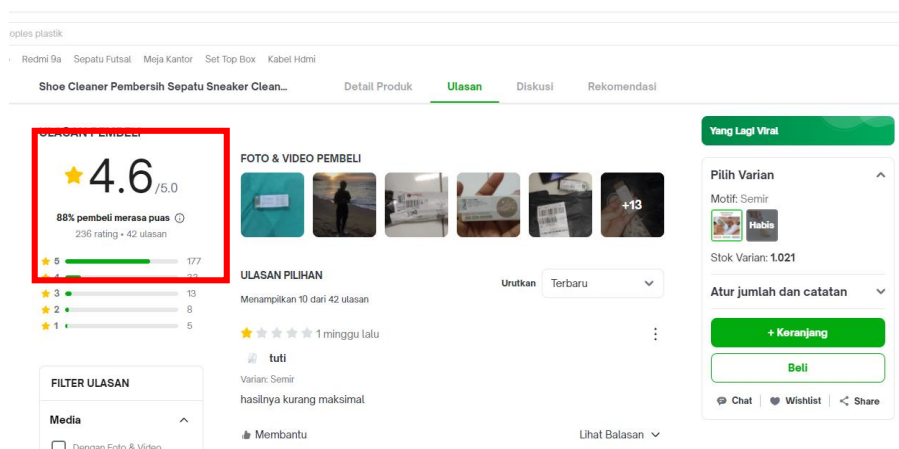 oples plastik
Redmi 9a Sepatu Futsal Meja Kantor Set Top Box Kabel Hdmi
Shoe Cleaner Pembersih Sepatu Sneaker Clean... Detail Produk Ulasan Diskusi Rekomendasi
ULASAN PEMBELI
4.6 /5.0
88% pembeli merasa puas
236 rating • 42 ulasan
5 177
4 33
3 13
2 8
1 5
FILTER ULASAN
Media
Dengan Foto & Video
FOTO & VIDEO PEMBELI
+13
ULASAN PILIHAN
Menampilkan 10 dari 42 ulasan
Urutkan Terbaru
1 minggu lalu
tuti
Varian: Semir
hasilnya kurang maksimal
Membantu Lihat Balasan
Yang Lagi Viral
Pilih Varian
Motif: Semir
Habis
Stok Varian: 1.021
Atur jumlah dan catatan
+ Keranjang
Beli
Chat Wishlist Share